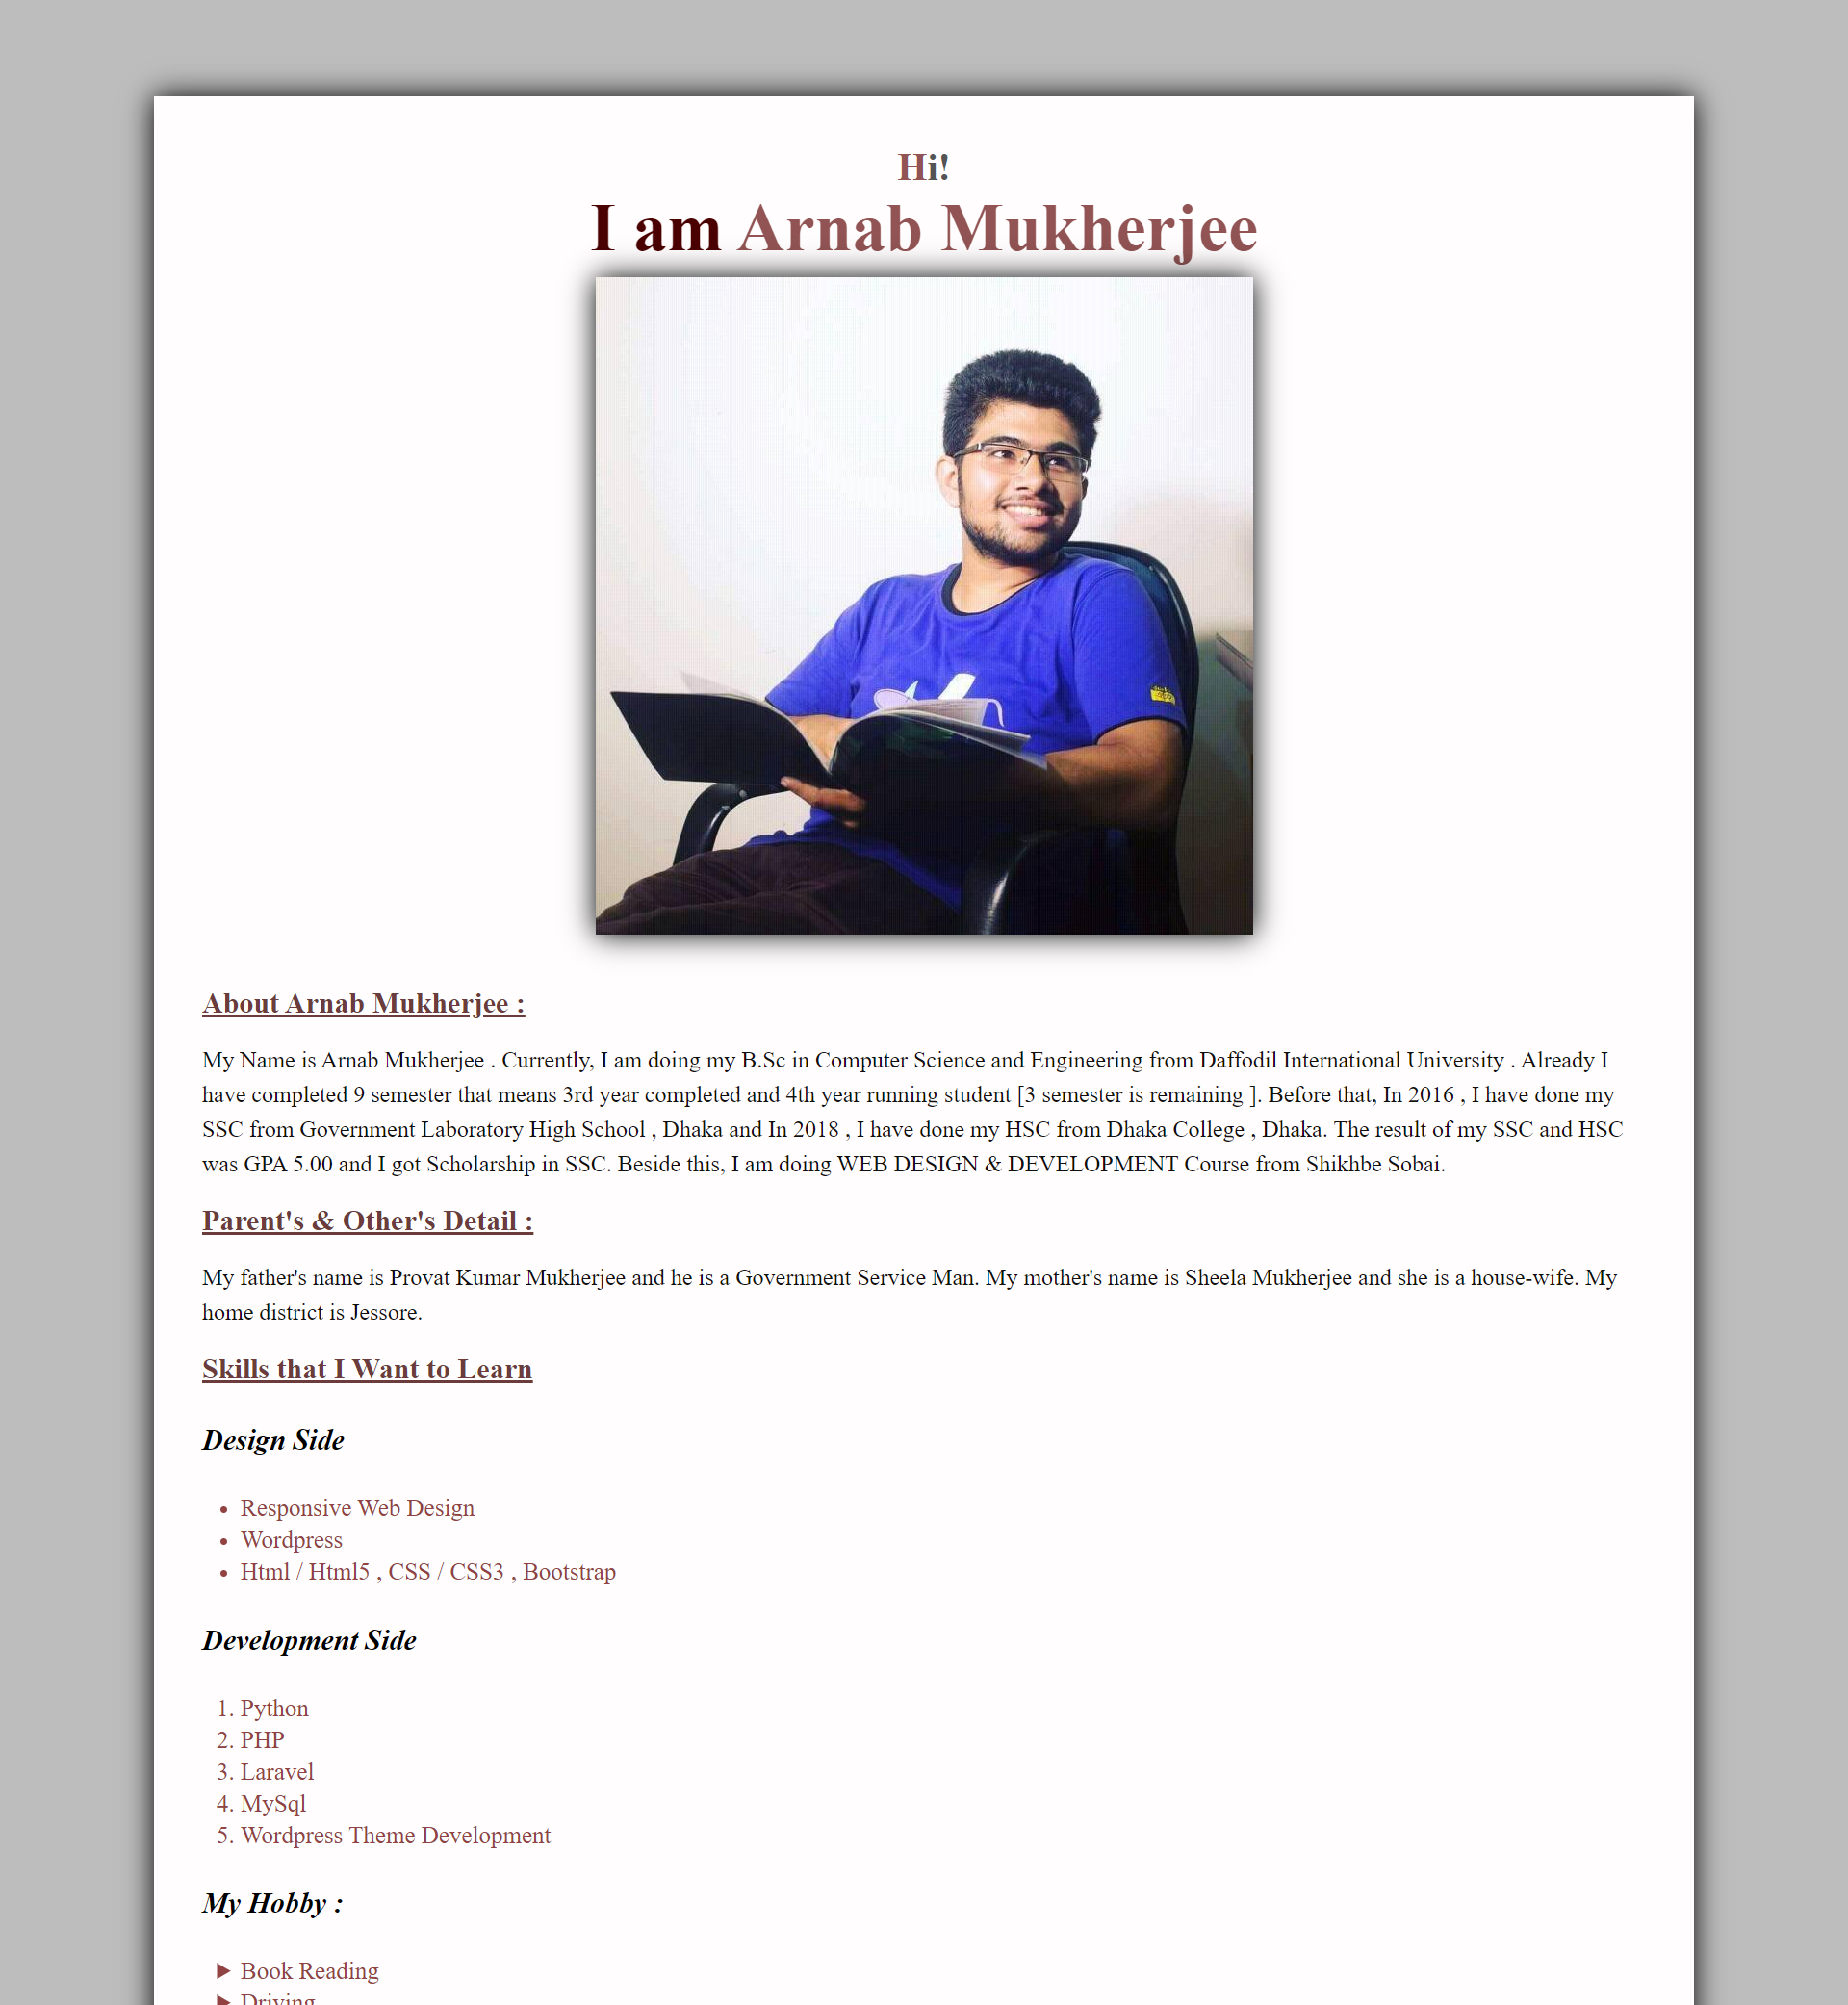 Hi!
I am Arnab Mukherjee
About Arnab Mukherjee :
My Name is Arnab Mukherjee . Currently, I am doing my B.Sc in Computer Science and Engineering from Daffodil International University . Already I
have completed 9 semester that means 3rd year completed and 4th year running student [3 semester is remaining ]. Before that, In 2016 , I have done my
SSC from Government Laboratory High School , Dhaka and In 2018 , I have done my HSC from Dhaka College , Dhaka. The result of my SSC and HSC
was GPA 5.00 and I got Scholarship in SSC. Beside this, I am doing WEB DESIGN & DEVELOPMENT Course from Shikhbe Sobai.
Parent's & Other's Detail :
My father's name is Provat Kumar Mukherjee and he is a Government Service Man. My mother's name is Sheela Mukherjee and she is a house-wife. My
home district is Jessore.
Skills that I Want to Learn
Design Side
• Responsive Web Design
• Wordpress
• Html / Html5 , CSS / CSS3 , Bootstrap
Development Side
1. Python
2. PHP
3. Laravel
4. MySql
5. Wordpress Theme Development
My Hobby :
▶ Book Reading
▶ Driving